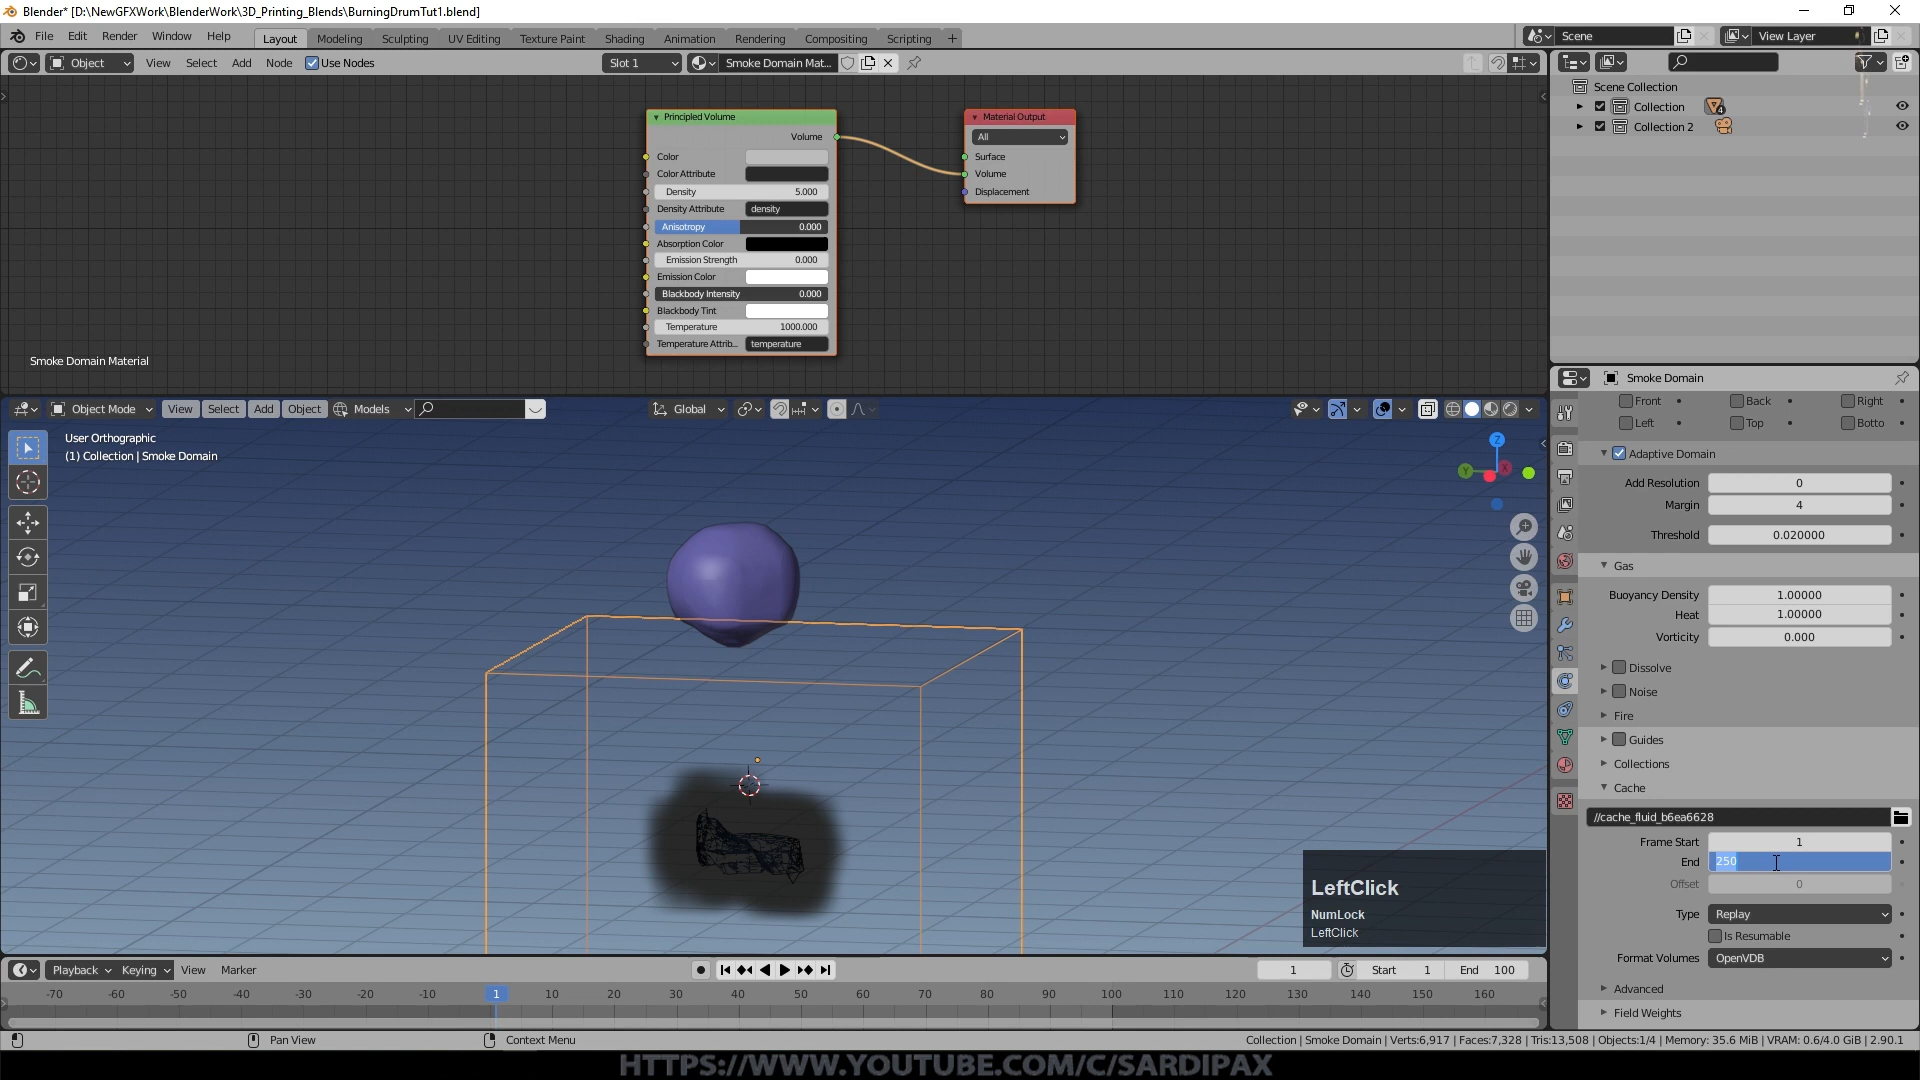 Blender* [D:\NewGFXWork\BlenderWork\3D_Printing_Blends\BurningDrumTut1.blend]
File Edit Render Window Help Layout Modeling Sculpting UV Editing Texture Paint Shading Animation Rendering Compositing Scripting + Scene View Layer
Object View Select Add Node Use Nodes Slot 1 Smoke Domain Mat...
Scene Collection
Collection
Collection 2
Principled Volume
Volume
Color
Color Attribute
Density 5.000
Density Attribute density
Anisotropy 0.000
Absorption Color
Emission Strength 0.000
Emission Color
Blackbody Intensity 0.000
Blackbody Tint
Temperature 1000.000
Temperature Attrib... temperature
Material Output
All
Surface
Volume
Displacement
Smoke Domain Material
Object Mode View Select Add Object Models Global
User Orthographic
(1) Collection | Smoke Domain
Z
Y
X
LeftClick
NumLock
LeftClick
Smoke Domain
Front Back Right
Left Top Botto
Adaptive Domain
Add Resolution 0
Margin 4
Threshold 0.020000
Gas
Buoyancy Density 1.00000
Heat 1.00000
Vorticity 0.000
Dissolve
Noise
Fire
Guides
Collections
Cache
//cache_fluid_b6ea6628
Frame Start 1
End 250
Offset 0
Type Replay
Is Resumable
Format Volumes OpenVDB
Advanced
Field Weights
Playback Keying View Marker 1 Start 1 End 100
-70 -60 -50 -40 -30 -20 -10 1 10 20 30 40 50 60 70 80 90 100 110 120 130 140 150 160
Pan View Context Menu Collection | Smoke Domain | Verts:6,917 | Faces:7,328 | Tris:13,508 | Objects:1/4 | Memory: 35.6 MiB | VRAM: 0.6/4.0 GiB | 2.90.1
HTTPS://WWW.YOUTUBE.COM/C/SARDIPAX